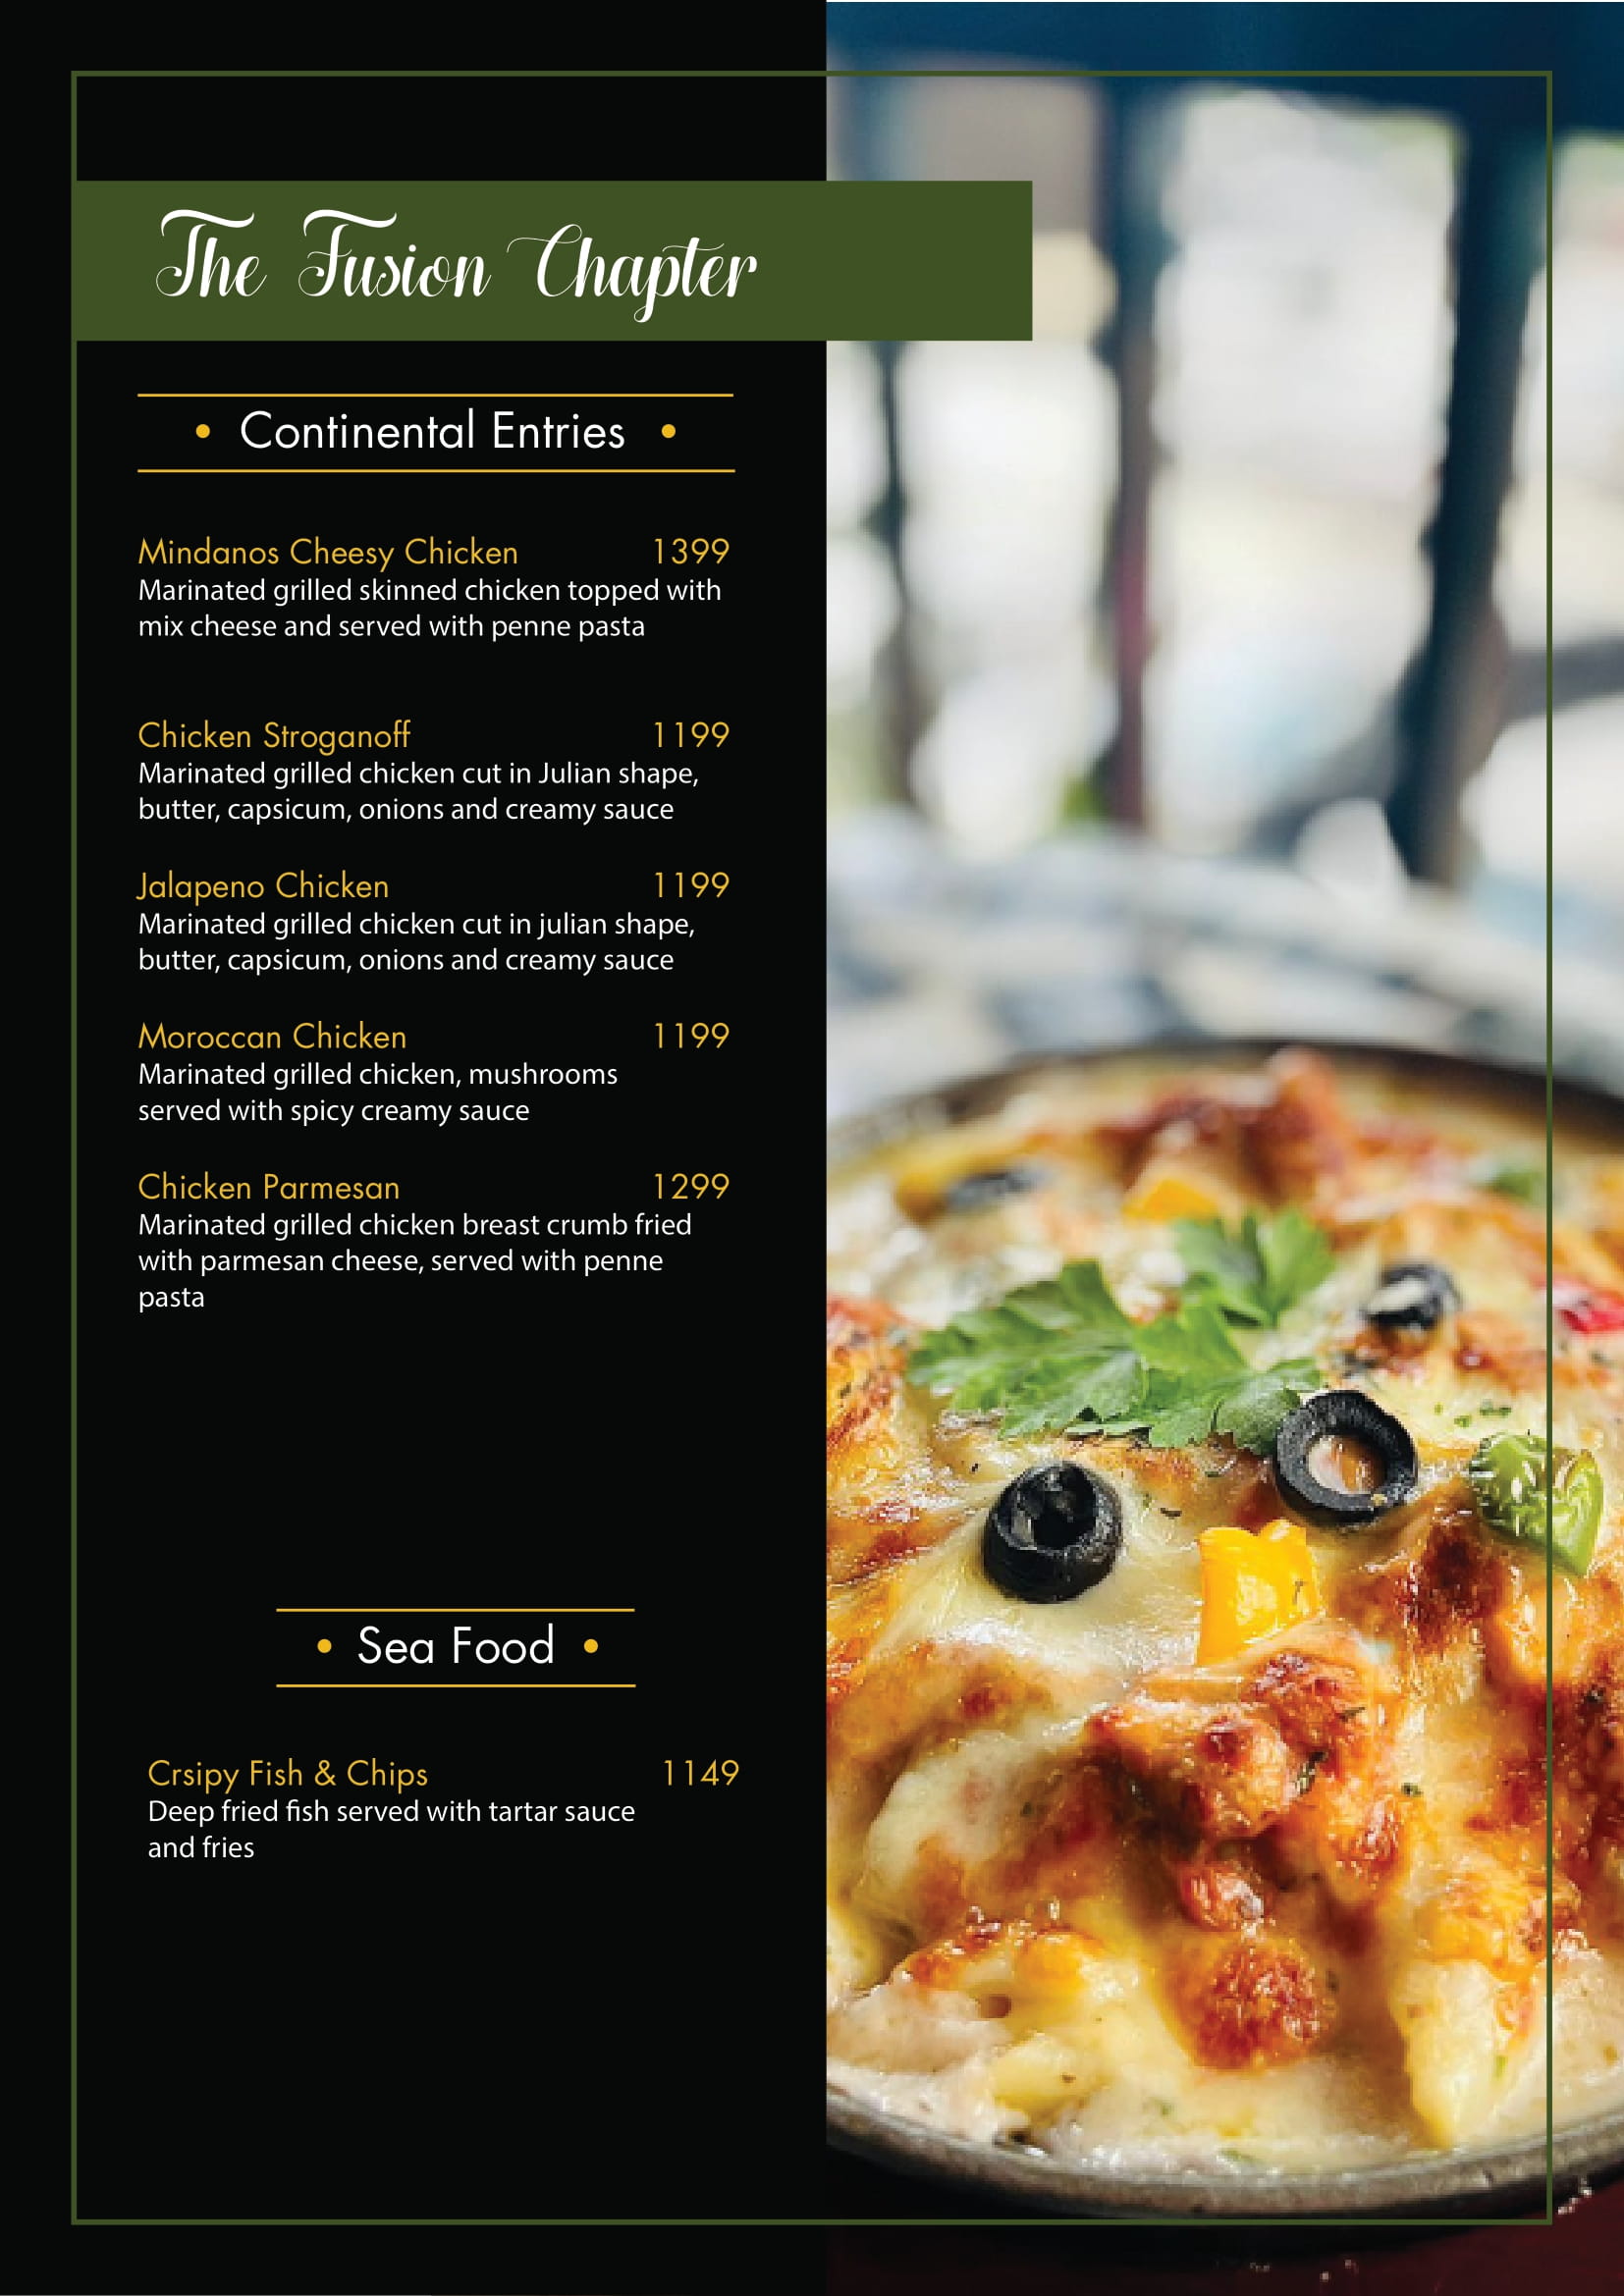 The Fusion Chapter
• Continental Entries •
Mindanos Cheesy Chicken 1399
Marinated grilled skinned chicken topped with
mix cheese and served with penne pasta
Chicken Stroganoff 1199
Marinated grilled chicken cut in Julian shape,
butter, capsicum, onions and creamy sauce
Jalapeno Chicken 1199
Marinated grilled chicken cut in julian shape,
butter, capsicum, onions and creamy sauce
Moroccan Chicken 1199
Marinated grilled chicken, mushrooms
served with spicy creamy sauce
Chicken Parmesan 1299
Marinated grilled chicken breast crumb fried
with parmesan cheese, served with penne
pasta
• Sea Food •
Crsipy Fish & Chips 1149
Deep fried fish served with tartar sauce
and fries